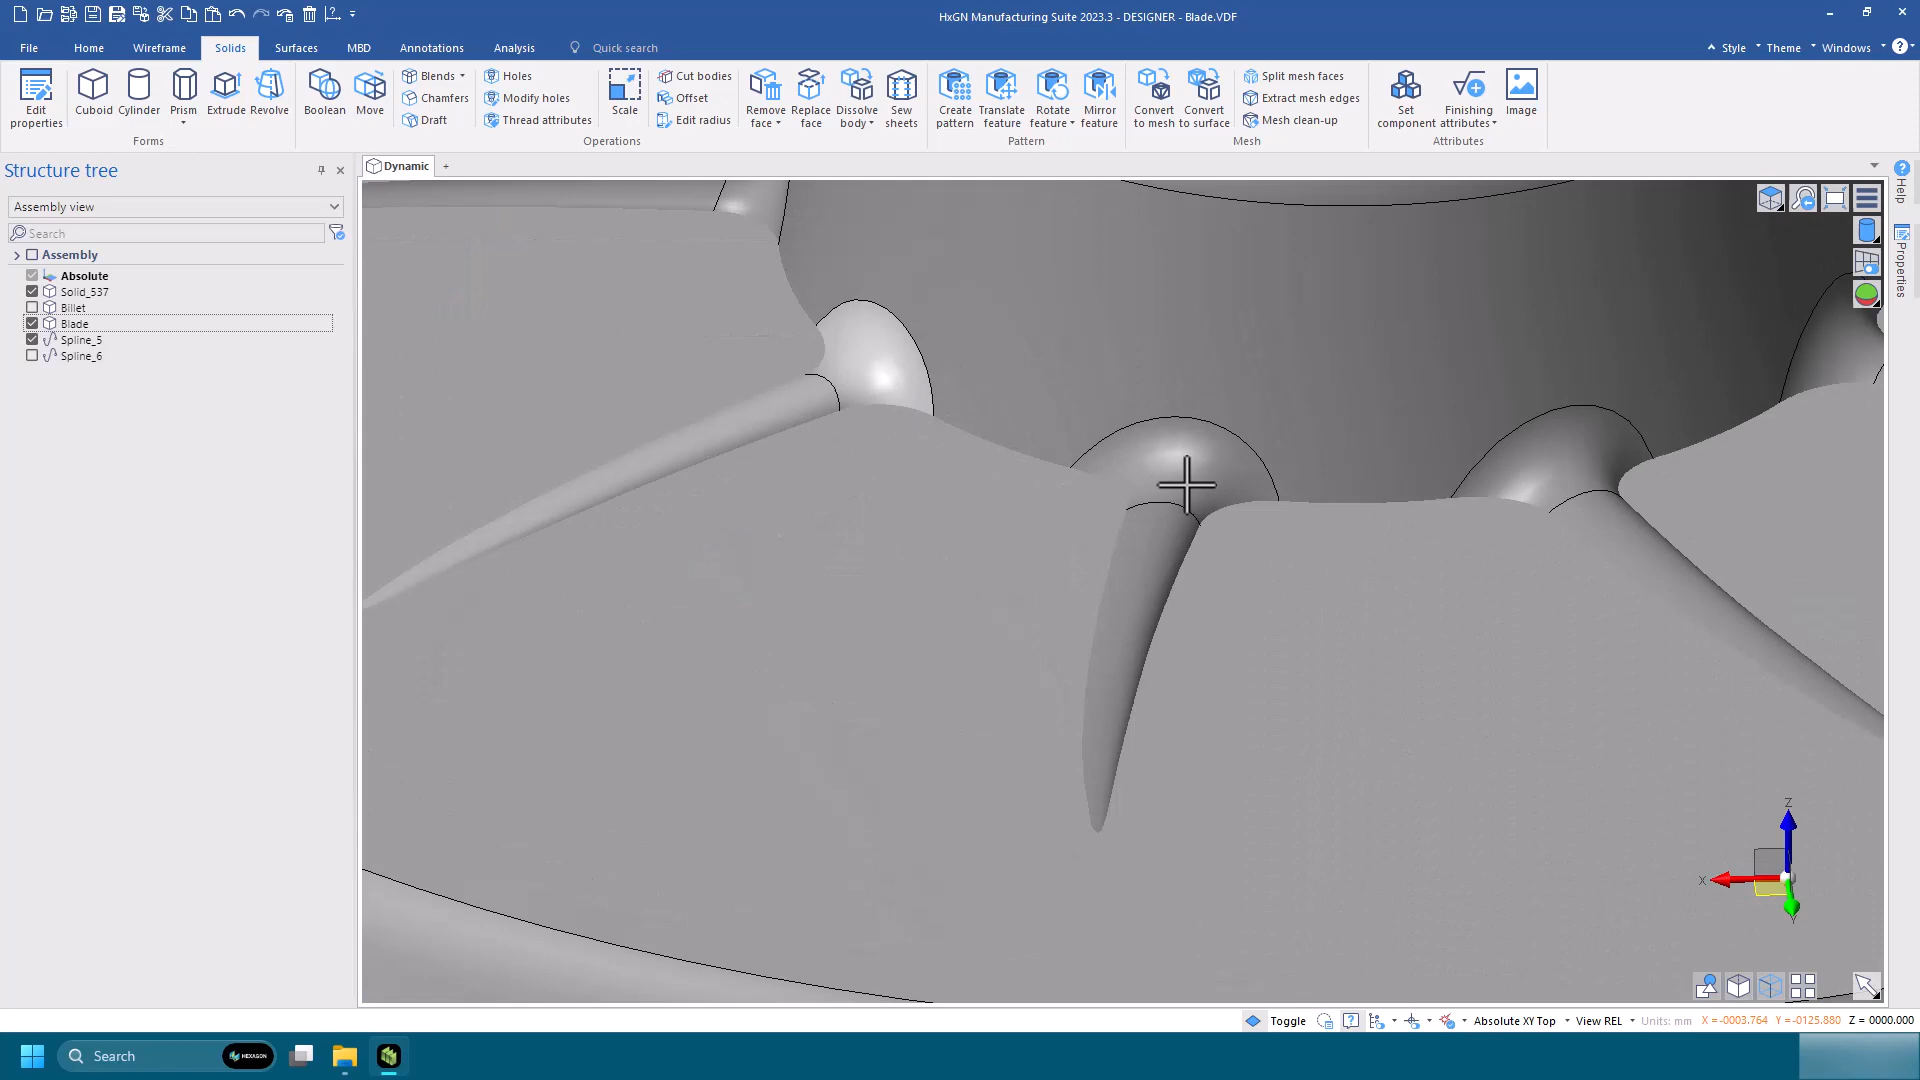 HxGN Manufacturing Suite 2023.3 - DESIGNER - Blade.VDF
File Home Wireframe Solids Surfaces MBD Annotations Analysis Quick search Style Theme Windows
Edit properties
Cuboid
Cylinder
Prism
Extrude
Revolve
Forms
Boolean
Move
Blends
Chamfers
Draft
Holes
Modify holes
Thread attributes
Scale
Cut bodies
Offset
Edit radius
Remove face
Replace face
Dissolve body
Sew sheets
Operations
Create pattern
Translate feature
Rotate feature
Mirror feature
Pattern
Convert to mesh
Convert to surface
Split mesh faces
Extract mesh edges
Mesh clean-up
Mesh
Set component
Finishing attributes
Image
Attributes
Structure tree
Assembly view
Search
Assembly
Absolute
Solid_537
Billet
Blade
Spline_5
Spline_6
Dynamic +
Help
Properties
Z
X
Y
Toggle Absolute XY Top View REL Units: mm X =-0003.764 Y =-0125.880 Z = 0000.000
Search HEXAGON